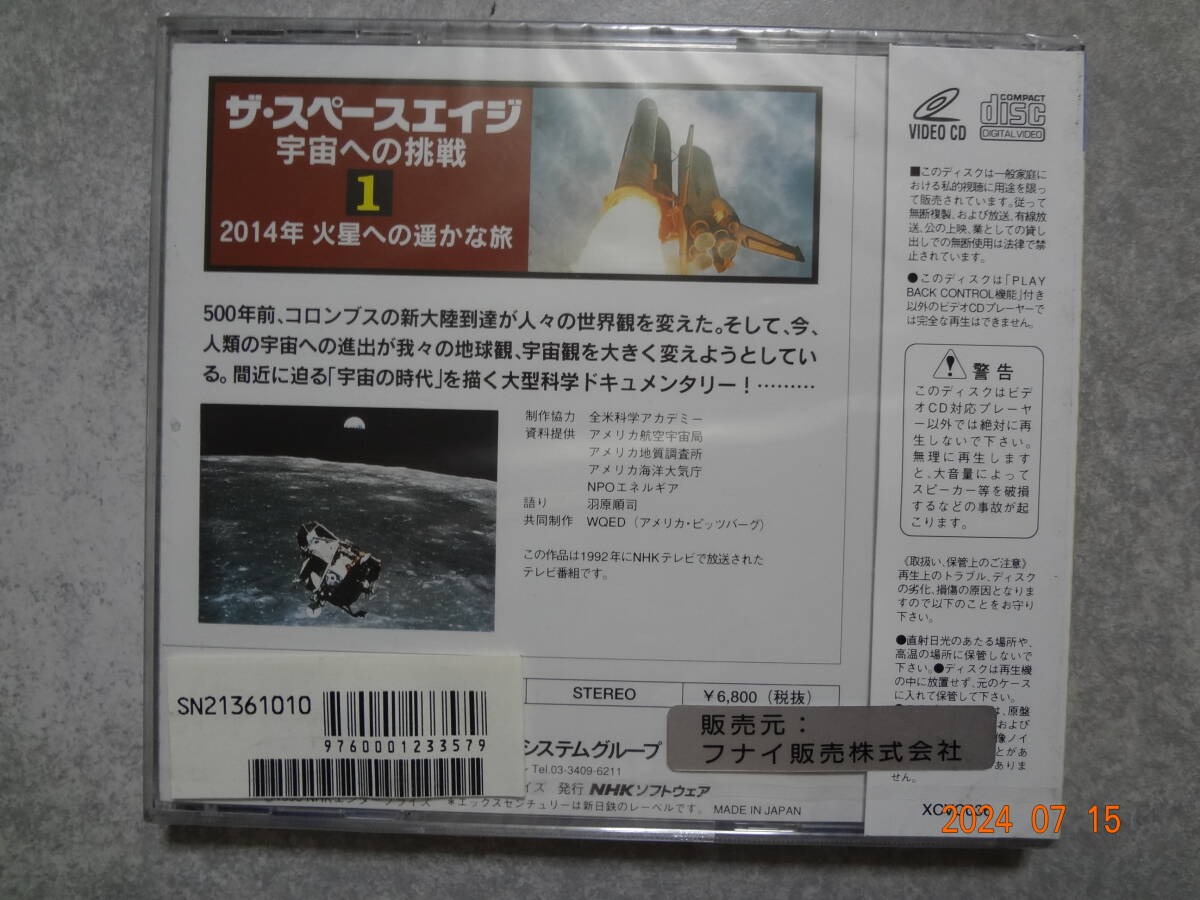 ザ・スペースエイジ
宇宙への挑戦
1
2014年 火星への遥かな旅
500年前、コロンブスの新大陸到達が人々の世界観を変えた。そして、今、
人類の宇宙への進出が我々の地球観、宇宙観を大きく変えようとしてい
る。間近に迫る「宇宙の時代」を描く大型科学ドキュメンタリー！………
制作協力 全米科学アカデミー
資料提供 アメリカ航空宇宙局
アメリカ地質調査所
アメリカ海洋大気庁
NPOエネルギア
語り 羽原順司
共同制作 WQED（アメリカ・ピッツバーグ）
この作品は1992年にNHKテレビで放送された
テレビ番組です。
STEREO
￥6,800（税抜）
SN21361010
9760001233579
システムグループ
Tel.03-3409-6211
イズ 発行 NHKソフトウェア
＊エックスセンチュリーは新日鉄のレーベルです。 MADE IN JAPAN
販売元：
フナイ販売株式会社
VIDEO CD
COMPACT
disc
DIGITAL VIDEO
■このディスクは一般家庭に
おける私的視聴に用途を限っ
て販売されています。従って
無断複製、および放送、有線放
送、公の上映、業としての貸し
出しでの無断使用は法律で禁
止されています。
●このディスクは「PLAY
BACK CONTROL機能」付き
以外のビデオCDプレーヤーで
は完全な再生はできません。
警告
このディスクはビデ
オCD対応プレーヤ
ー以外では絶対に再
生しないで下さい。
無理に再生します
と、大音量によって
スピーカー等を破損
するなどの事故が起
こります。
《取扱い、保管上のご注意》
再生上のトラブル、ディスク
の劣化、損傷の原因となりま
すので以下のことをお守り
下さい。
●直射日光のあたる場所や、
高温の場所に保管しないで
下さい。●ディスクは再生機
の中に放置せず、元のケース
に入れて保管して下さい。
、原盤
および
像ノイ
とがあ
ありませ
ん。
2024 07 15